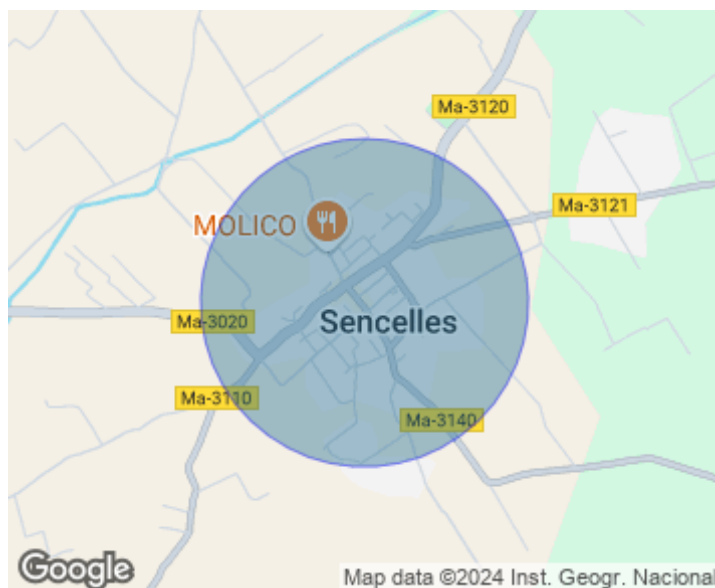 Ma-3120
Ma-3121
MOLICO
Ma-3020
Sencelles
Ma-3110
Ma-3140
Google
Map data ©2024 Inst. Geogr. Nacional